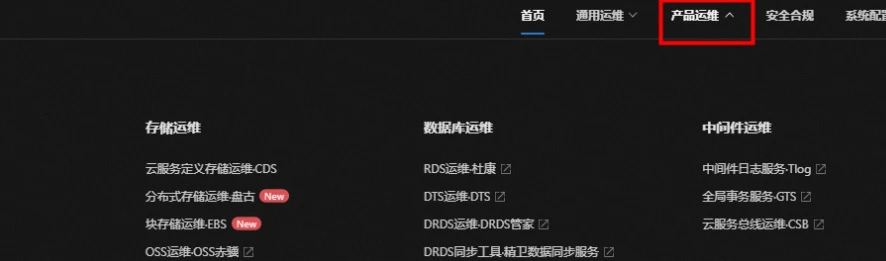 首页 通用运维 产品运维 安全合规 系统配置
存储运维 数据库运维 中间件运维
云服务定义存储运维-CDS RDS运维-杜康 中间件日志服务-Tlog
分布式存储运维-盘古 New DTS运维-DTS 全局事务服务-GTS
块存储运维-EBS New DRDS运维-DRDS管家 云服务总线运维-CSB
OSS运维-OSS赤骥 DRDS同步工具-精卫数据同步服务